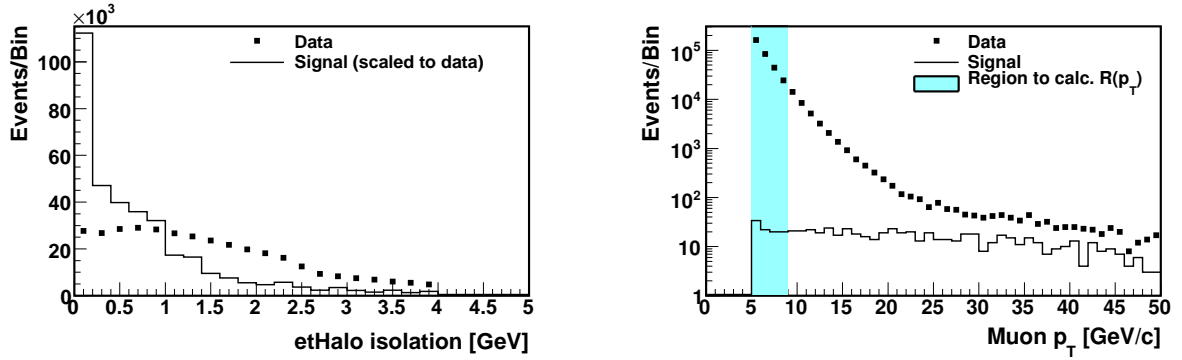 ×10³
Events/Bin
100
80
60
40
20
0
Data
Signal (scaled to data)
0 0.5 1 1.5 2 2.5 3 3.5 4 4.5 5
etHalo isolation [GeV]
Events/Bin
10⁵
10⁴
10³
10²
10
1
Data
Signal
Region to calc. R(p_T)
0 5 10 15 20 25 30 35 40 45 50
Muon p_T [GeV/c]